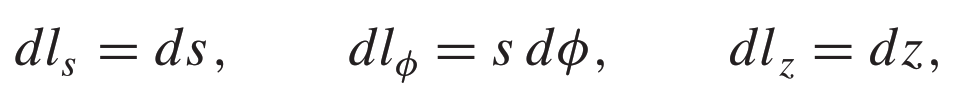 dl_s = ds, dl_ϕ = s dϕ, dl_z = dz,